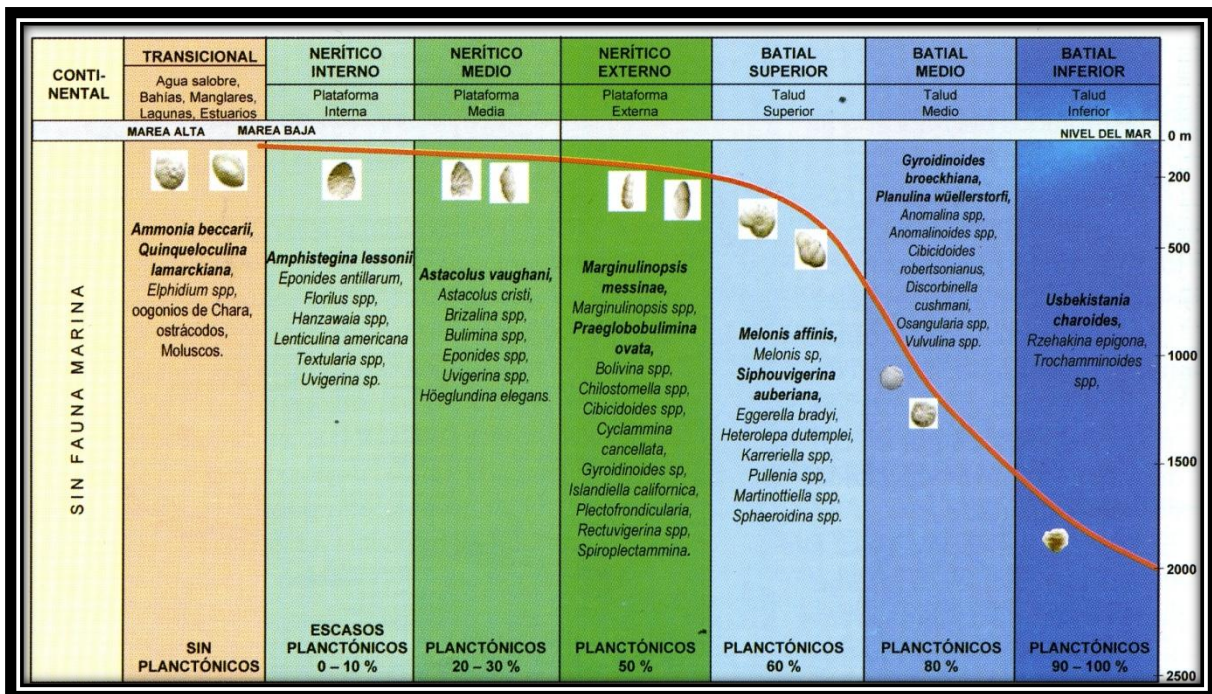 CONTI-
NENTAL
SIN FAUNA MARINA
TRANSICIONAL
Agua salobre,
Bahías, Manglares,
Lagunas, Estuarios
MAREA ALTA MAREA BAJA
Ammonia beccarii,
Quinqueloculina
lamarckiana,
Elphidium spp,
oogonios de Chara,
ostrácodos,
Moluscos.
SIN
PLANCTÓNICOS
NERÍTICO
INTERNO
Plataforma
Interna
Amphistegina lessonii
Eponides antillarum,
Florilus spp,
Hanzawaia spp,
Lenticulina americana
Textularia spp,
Uvigerina sp.
ESCASOS
PLANCTÓNICOS
0 – 10 %
NERÍTICO
MEDIO
Plataforma
Media
Astacolus vaughani,
Astacolus cristi,
Brizalina spp,
Bulimina spp,
Eponides spp,
Uvigerina spp,
Höeglundina elegans.
PLANCTÓNICOS
20 – 30 %
NERÍTICO
EXTERNO
Plataforma
Externa
Marginulinopsis
messinae,
Marginulinopsis spp,
Praeglobobulimina
ovata,
Bolivina spp,
Chilostomella spp,
Cibicidoides spp,
Cyclammina
cancellata,
Gyroidinoides sp,
Islandiella californica,
Plectofrondicularia,
Rectuvigerina spp,
Spiroplectammina.
PLANCTÓNICOS
50 %
BATIAL
SUPERIOR
Talud
Superior
Melonis affinis,
Melonis sp,
Siphouvigerina
auberiana,
Eggerella bradyi,
Heterolepa dutemplei,
Karreriella spp,
Pullenia spp,
Martinottiella spp,
Sphaeroidina spp.
PLANCTÓNICOS
60 %
BATIAL
MEDIO
Talud
Medio
Gyroidinoides
broeckhiana,
Planulina wüellerstorfi,
Anomalina spp,
Anomalinoides spp,
Cibicidoides
robertsonianus,
Discorbinella
cushmani,
Osangularia spp,
Vulvulina spp.
PLANCTÓNICOS
80 %
BATIAL
INFERIOR
Talud
Inferior
NIVEL DEL MAR
Usbekistania
charoides,
Rzehakina epigona,
Trochamminoides
spp,
PLANCTÓNICOS
90 – 100 %
0 m
200
500
1000
1500
2000
2500